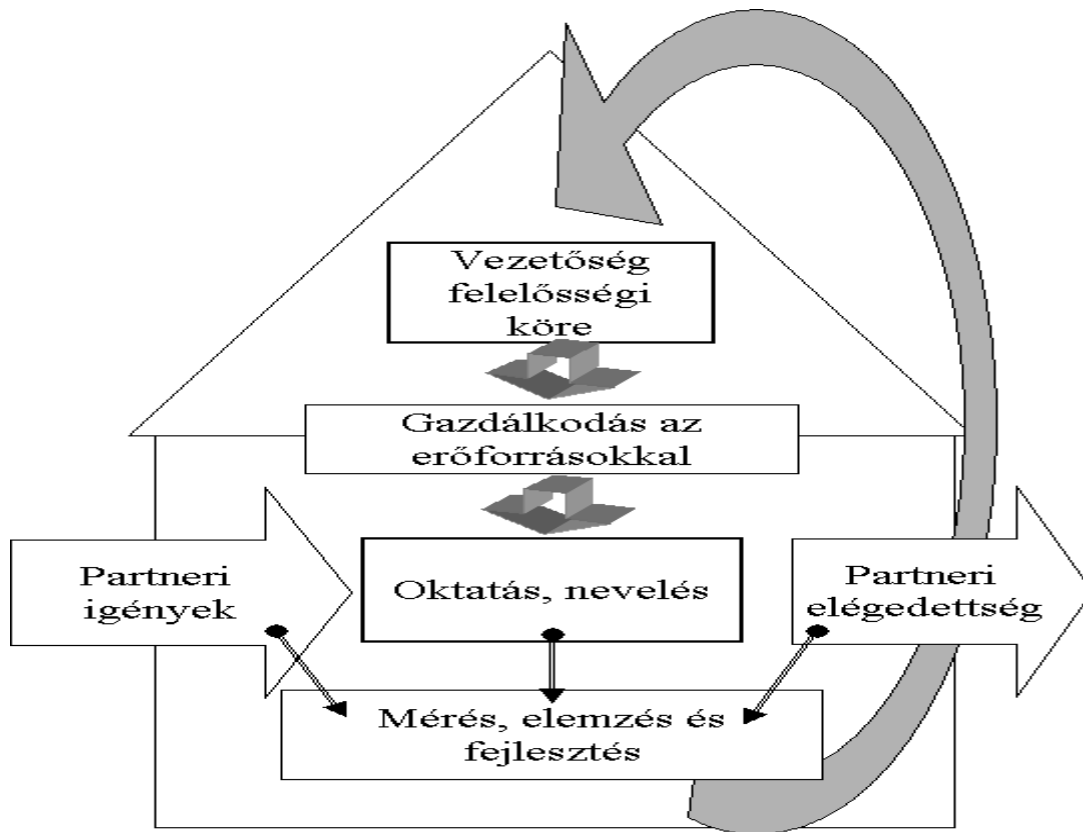 Vezetőség
felelősségi
köre
Gazdálkodás az
erőforrásokkal
Partneri
igények
Oktatás, nevelés
Partneri
elégedettség
Mérés, elemzés és
fejlesztés